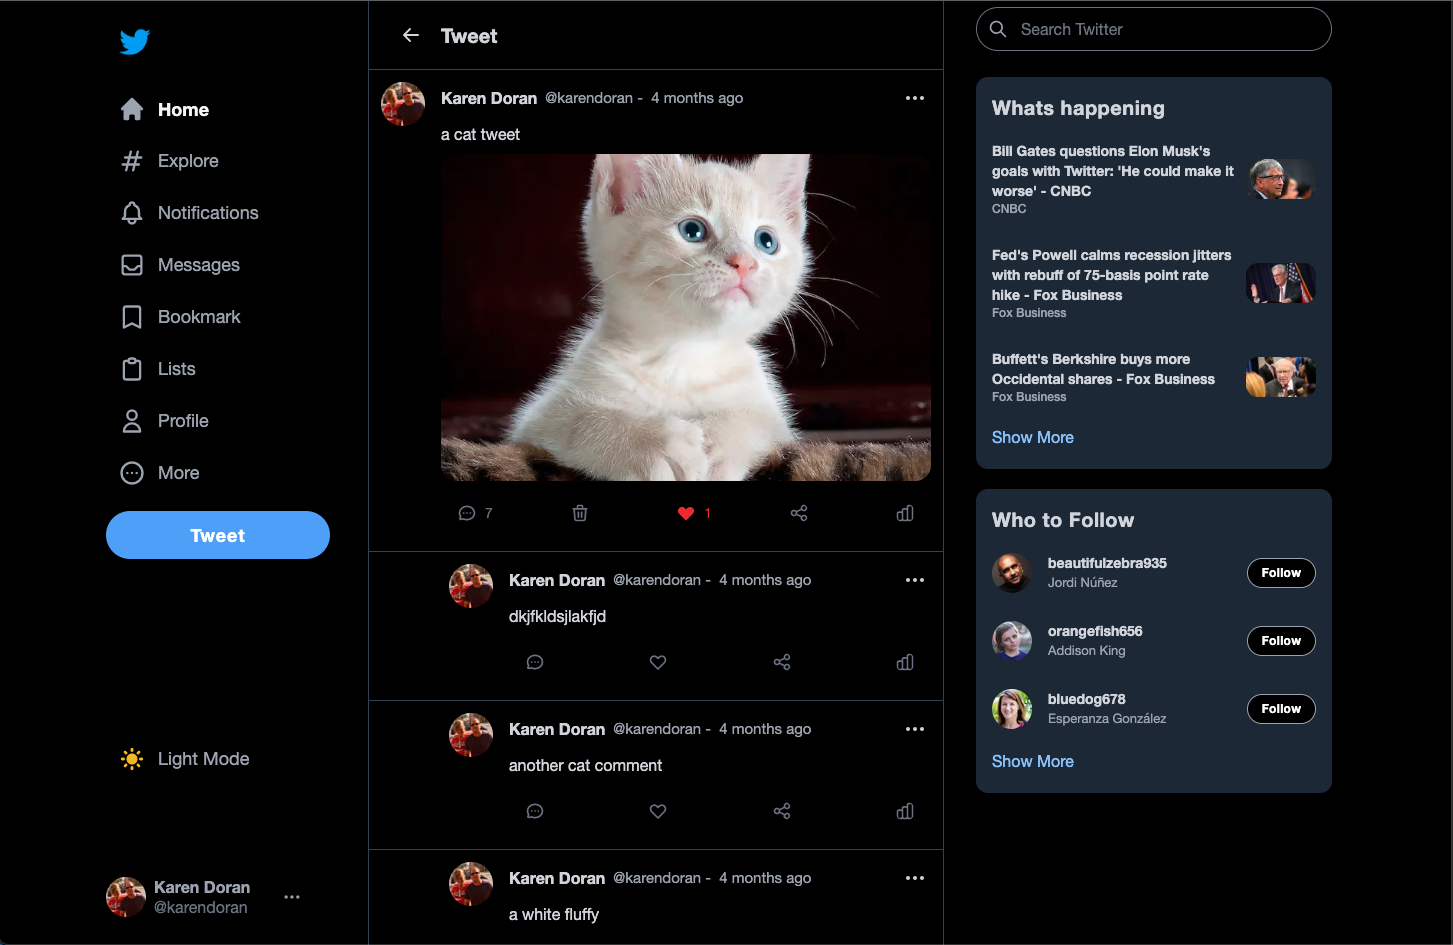 Home
Explore
Notifications
Messages
Bookmark
Lists
Profile
More
Tweet
Light Mode
Karen Doran
@karendoran
Tweet
Karen Doran @karendoran - 4 months ago
a cat tweet
7 1
Karen Doran @karendoran - 4 months ago
dkjfkldsjlakfjd
Karen Doran @karendoran - 4 months ago
another cat comment
Karen Doran @karendoran - 4 months ago
a white fluffy
Search Twitter
Whats happening
Bill Gates questions Elon Musk's
goals with Twitter: 'He could make it
worse' - CNBC
CNBC
Fed's Powell calms recession jitters
with rebuff of 75-basis point rate
hike - Fox Business
Fox Business
Buffett's Berkshire buys more
Occidental shares - Fox Business
Fox Business
Show More
Who to Follow
beautifulzebra935
Jordi Núñez
Follow
orangefish656
Addison King
Follow
bluedog678
Esperanza González
Follow
Show More